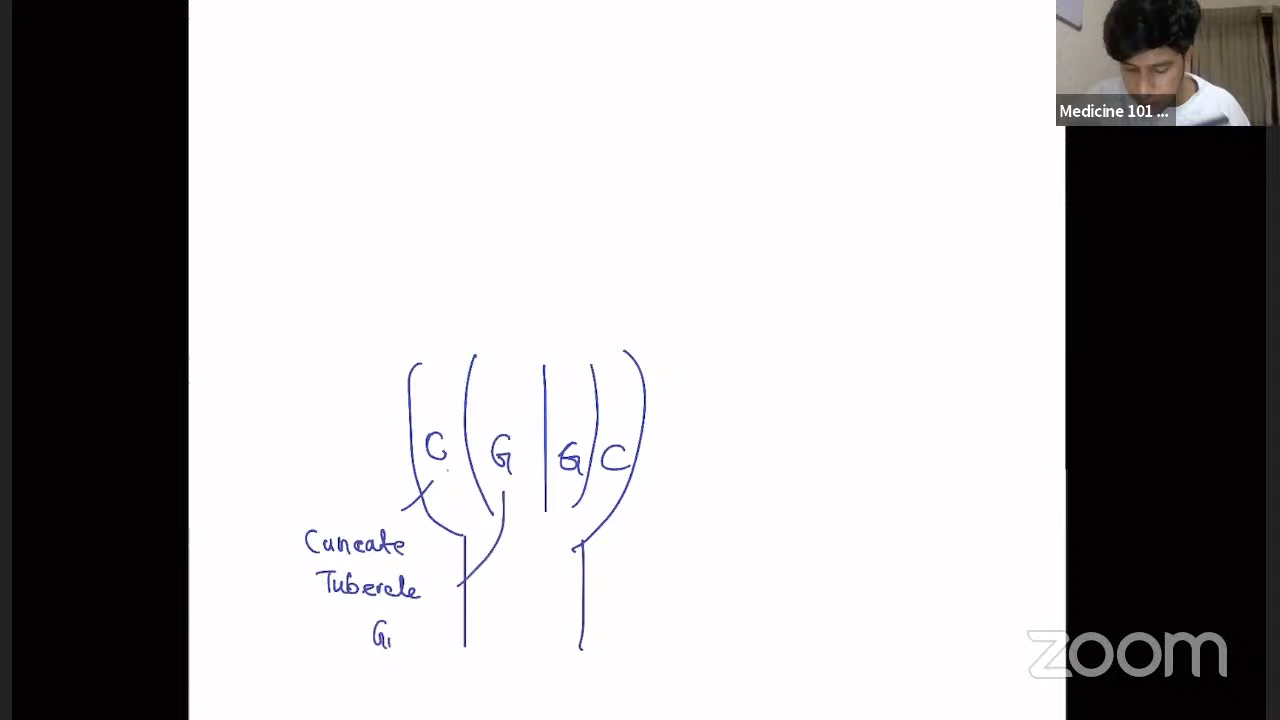 Medicine 101 ...
C G G C
Cuneate
Tubercle
G
zoom